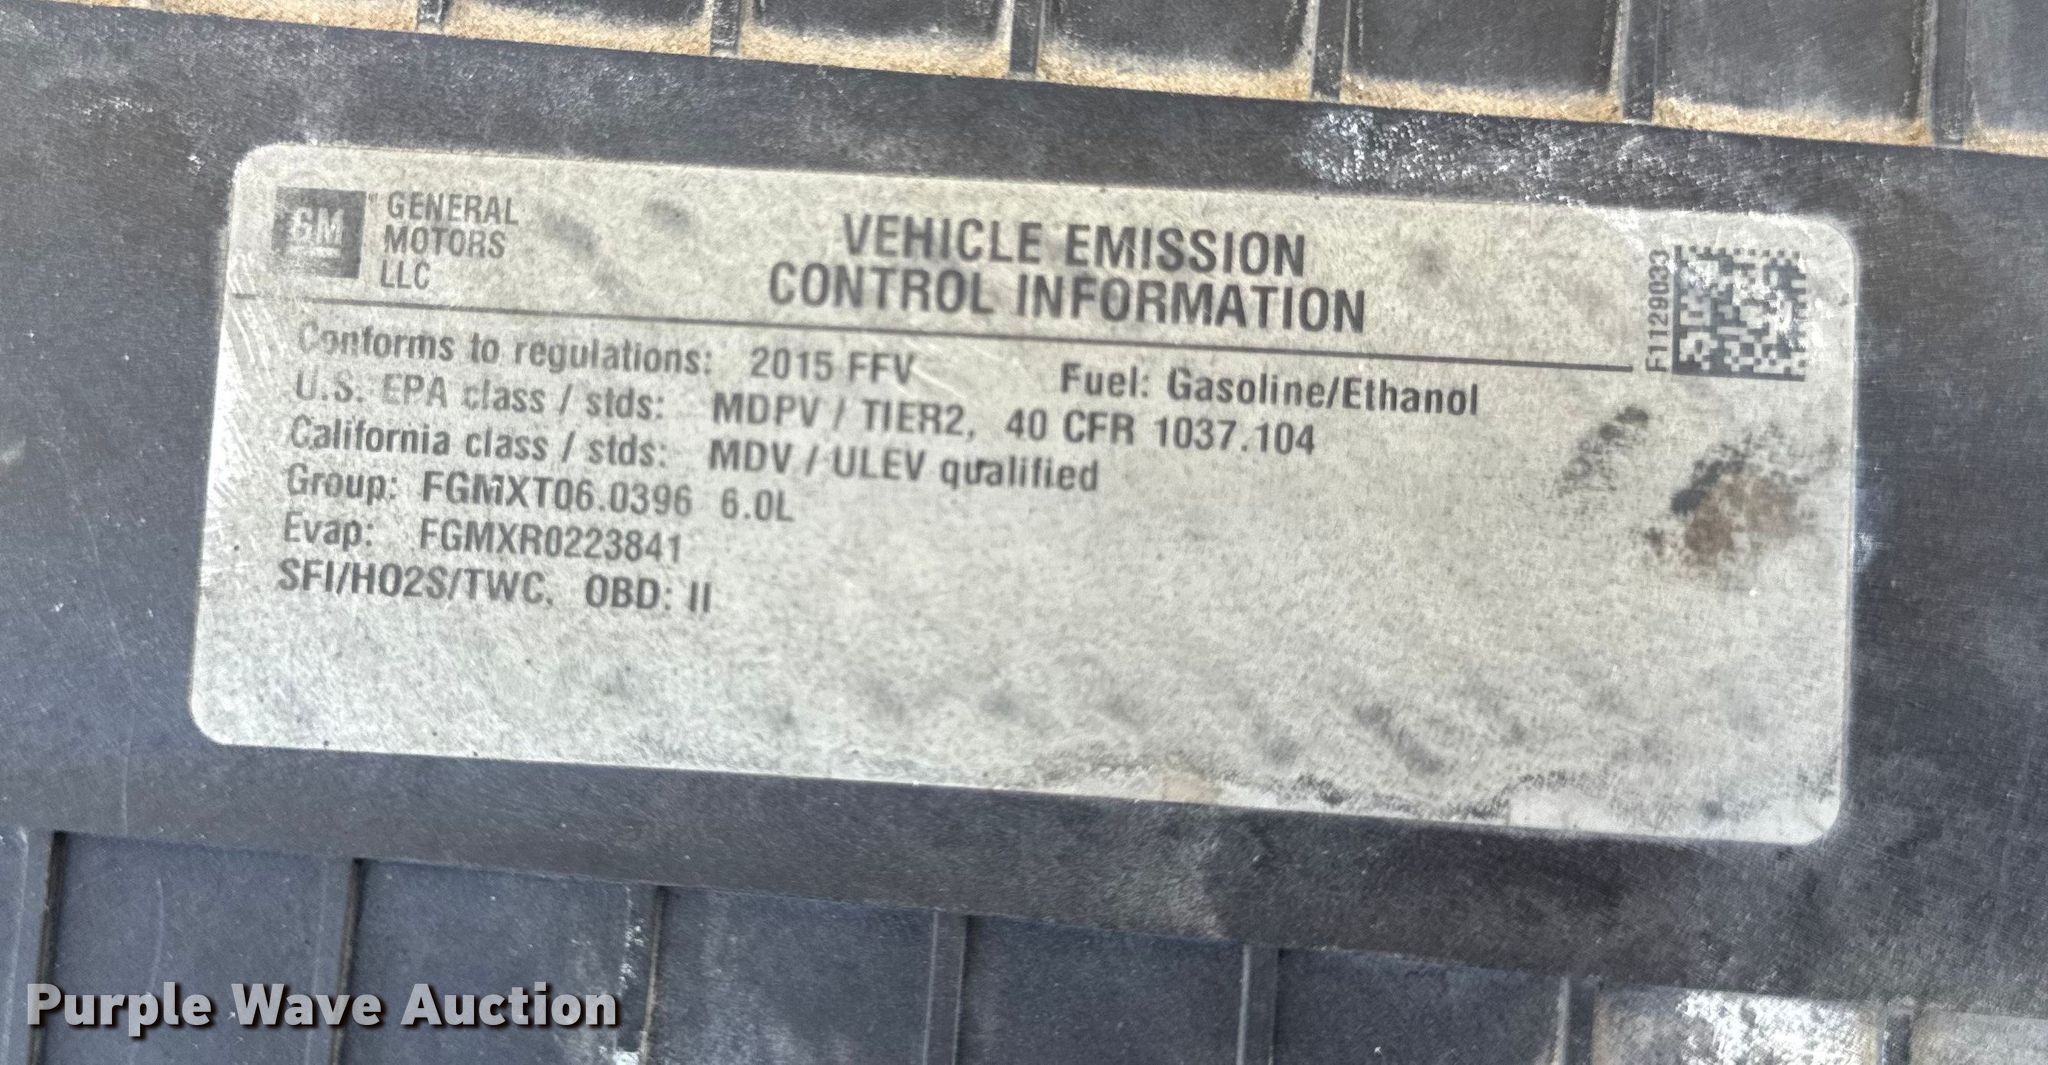 GM
GENERAL
MOTORS
LLC
VEHICLE EMISSION
CONTROL INFORMATION
F1129033
Conforms to regulations: 2015 FFV Fuel: Gasoline/Ethanol
U.S. EPA class / stds: MDPV / TIER2, 40 CFR 1037.104
California class / stds: MDV / ULEV qualified
Group: FGMXT06.0396 6.0L
Evap: FGMXR0223841
SFI/HO2S/TWC, OBD: II
Purple Wave Auction